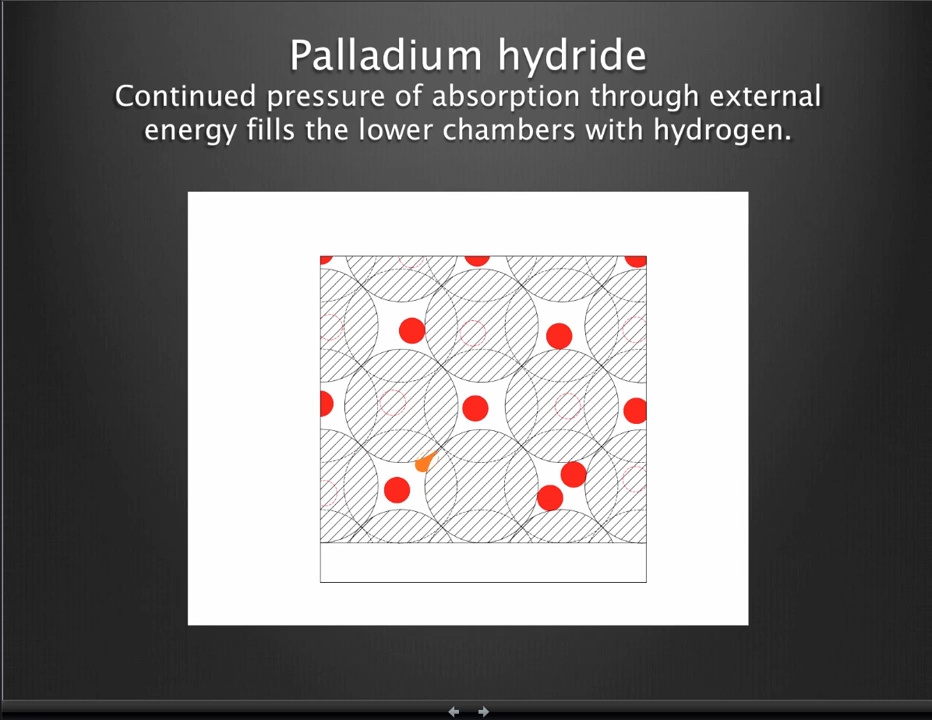 Palladium hydride
Continued pressure of absorption through external
energy fills the lower chambers with hydrogen.